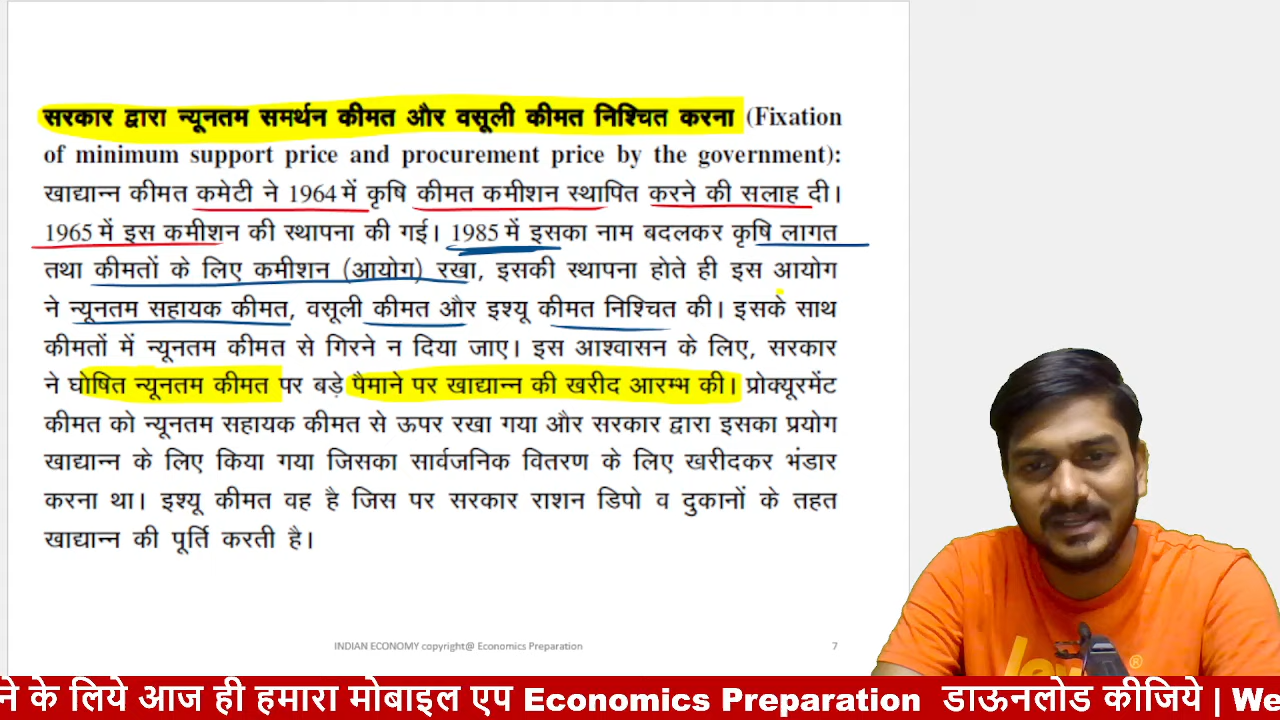 सरकार द्वारा न्यूनतम समर्थन कीमत और वसूली कीमत निश्चित करना (Fixation
of minimum support price and procurement price by the government):
खाद्यान्न कीमत कमेटी ने 1964 में कृषि कीमत कमीशन स्थापित करने की सलाह दी।
1965 में इस कमीशन की स्थापना की गई। 1985 में इसका नाम बदलकर कृषि लागत
तथा कीमतों के लिए कमीशन (आयोग) रखा, इसकी स्थापना होते ही इस आयोग
ने न्यूनतम सहायक कीमत, वसूली कीमत और इश्यू कीमत निश्चित की। इसके साथ
कीमतों में न्यूनतम कीमत से गिरने न दिया जाए। इस आश्वासन के लिए, सरकार
ने घोषित न्यूनतम कीमत पर बड़े पैमाने पर खाद्यान्न की खरीद आरम्भ की। प्रोक्यूरमेंट
कीमत को न्यूनतम सहायक कीमत से ऊपर रखा गया और सरकार द्वारा इसका प्रयोग
खाद्यान्न के लिए किया गया जिसका सार्वजनिक वितरण के लिए खरीदकर भंडार
करना था। इश्यू कीमत वह है जिस पर सरकार राशन डिपो व दुकानों के तहत
खाद्यान्न की पूर्ति करती है।
INDIAN ECONOMY copyright@ Economics Preparation 7
ने के लिये आज ही हमारा मोबाइल एप Economics Preparation डाऊनलोड कीजिये | We